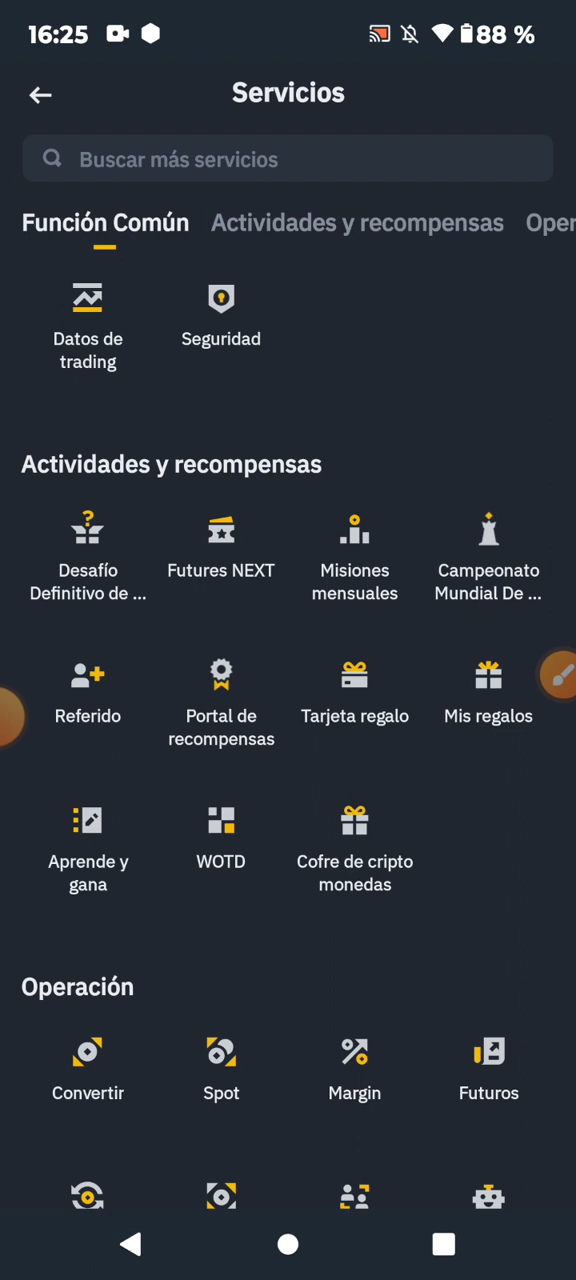 16:25
88 %
Servicios
Buscar más servicios
Función Común
Actividades y recompensas
Oper
Datos de
trading
Seguridad
Actividades y recompensas
Desafío
Definitivo de ...
Futures NEXT
Misiones
mensuales
Campeonato
Mundial De ...
Referido
Portal de
recompensas
Tarjeta regalo
Mis regalos
Aprende y
gana
WOTD
Cofre de cripto
monedas
Operación
Convertir
Spot
Margin
Futuros